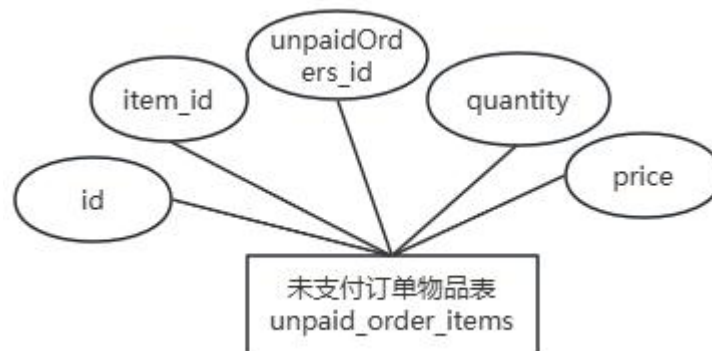 unpaidOrd
ers_id
item_id
quantity
id
price
未支付订单物品表
unpaid_order_items